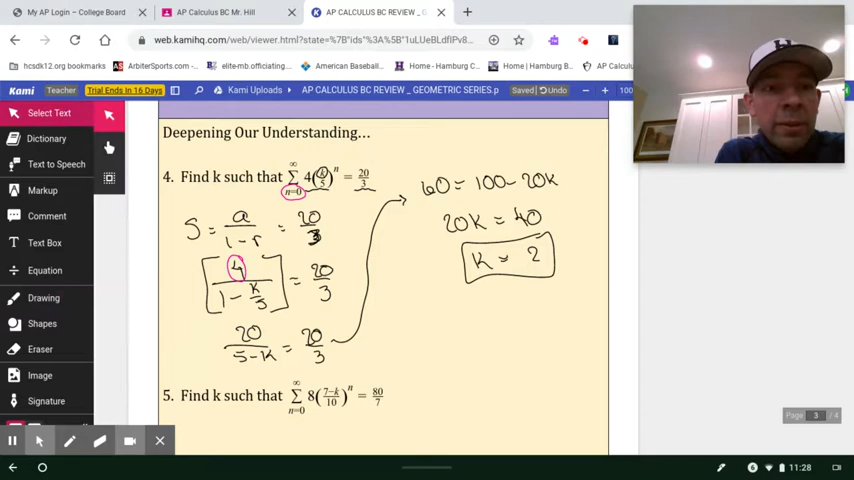 My AP Login – College Board
AP Calculus BC Mr. Hill
AP CALCULUS BC REVIEW _ GEOM
web.kamihq.com/web/viewer.html?state=%7B"ids"%3A%5B"1uLUeBLdfyPv8...
hcsdk12.org bookmarks
ArbiterSports.com
elite-mb.officiating...
American Baseball...
Home - Hamburg C...
Home - Hamburg B...
AP Calcu
Kami
Trial Ends In 16 Days
Kami Uploads
AP CALCULUS BC REVIEW _ GEOMETRIC SERIES.p
Saved
Undo
100
Select Text
Dictionary
Text to Speech
Markup
Comment
Text Box
Equation
Drawing
Shapes
Eraser
Image
Signature
Deepening Our Understanding...
4. Find k such that ∞ Σ n=0 4(k/5)^n = 20/3
S = a/(1-r) = 20/3
[4/(1 - k/5)] = 20/3
20/(5-K) = 20/3
60 = 100 - 20K
20K = 40
K = 2
5. Find k such that ∞ Σ n=0 8(7-k/10)^n = 80/7
Page 3 / 4
6
11:28